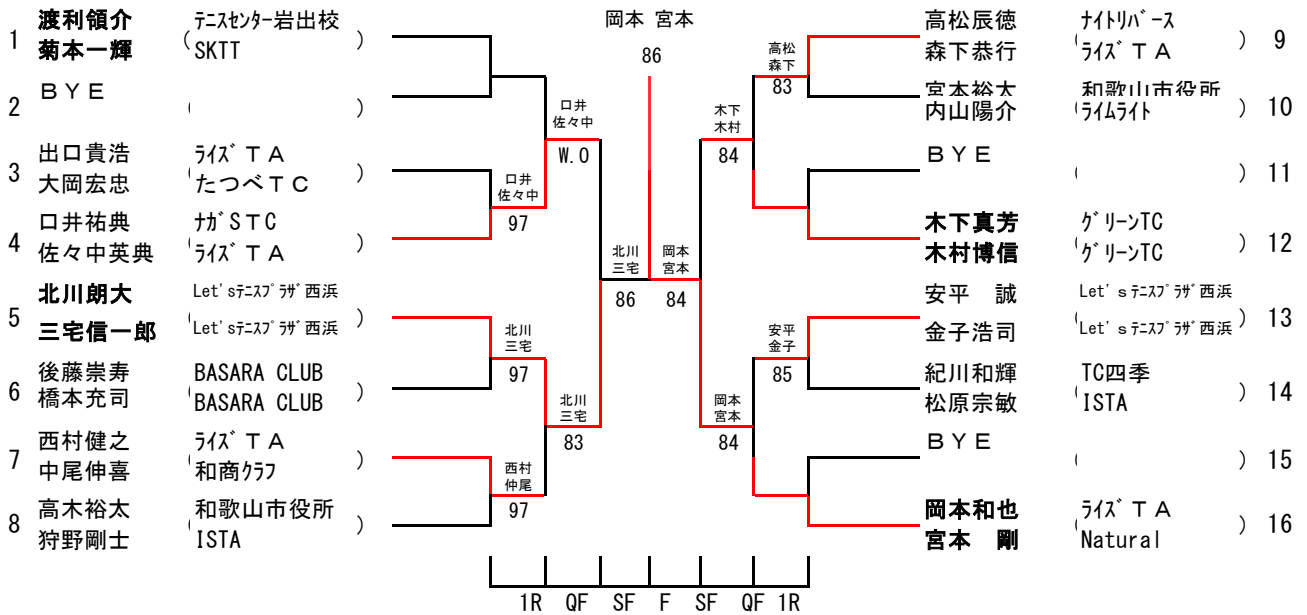 岡本 宮本
86
1 渡利領介 テニスセンター岩出校
菊本一輝 ( SKTT )
2 ＢＹＥ ( )
3 出口貴浩 ライズＴＡ
大岡宏忠 ( たつべＴＣ )
4 口井祐典 ナガＳＴＣ
佐々中英典 ( ライズＴＡ )
5 北川朗大 Let'sテニスプラザ西浜
三宅信一郎 ( Let'sテニスプラザ西浜 )
6 後藤崇寿 BASARA CLUB
橋本充司 ( BASARA CLUB )
7 西村健之 ライズＴＡ
中尾伸喜 ( 和商クラブ )
8 高木裕太 和歌山市役所
狩野剛士 ( ISTA )
口井
佐々中
97
北川
三宅
97
西村
仲尾
97
口井
佐々中
W.O
北川
三宅
83
北川
三宅
86
岡本
宮本
84
木下
木村
84
岡本
宮本
84
高松
森下
83
安平
金子
85
高松辰徳 ナイトリバース
森下恭行 ( ライズＴＡ ) 9
宮本裕太 和歌山市役所
内山陽介 ( ライムライト ) 10
ＢＹＥ ( ) 11
木下真芳 グリーンTC
木村博信 ( グリーンTC ) 12
安平 誠 Let'sテニスプラザ西浜
金子浩司 ( Let'sテニスプラザ西浜 ) 13
紀川和輝 TC四季
松原宗敏 ( ISTA ) 14
ＢＹＥ ( ) 15
岡本和也 ライズＴＡ
宮本 剛 ( Natural ) 16
1R QF SF F SF QF 1R